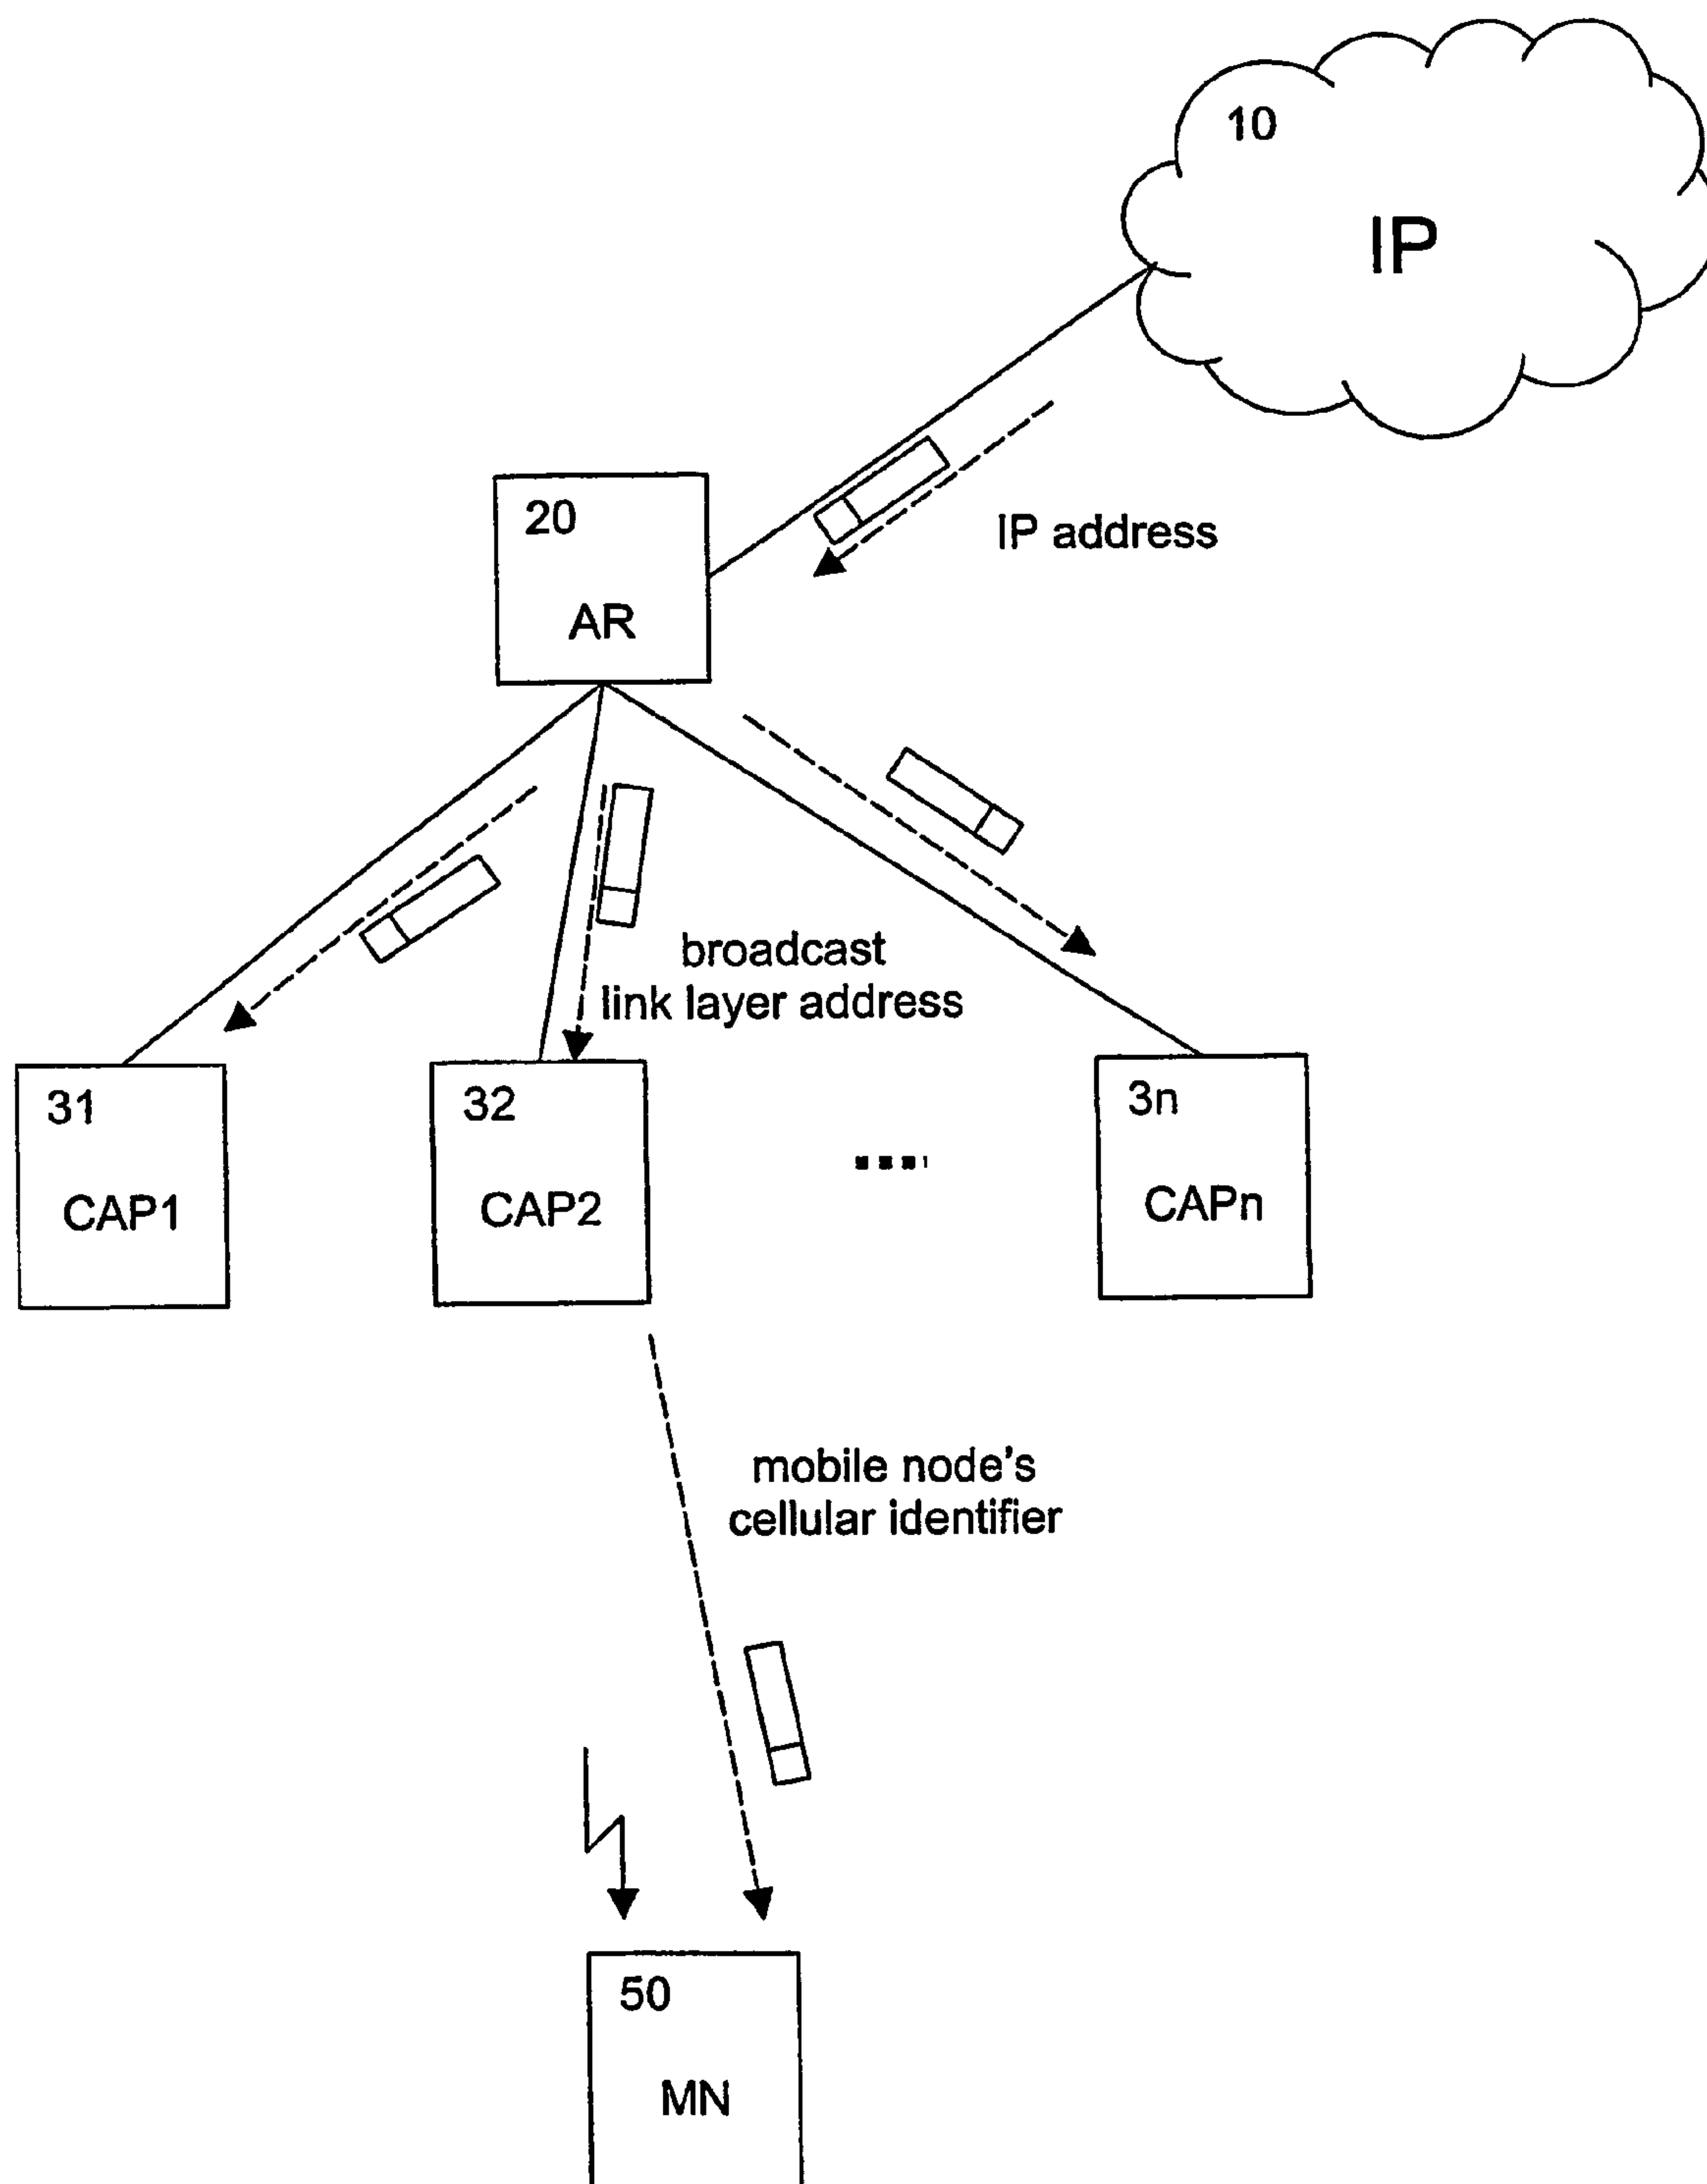 10
IP
20
AR
IP address
broadcast
link layer address
31
CAP1
32
CAP2
3n
CAPn
mobile node's
cellular identifier
50
MN